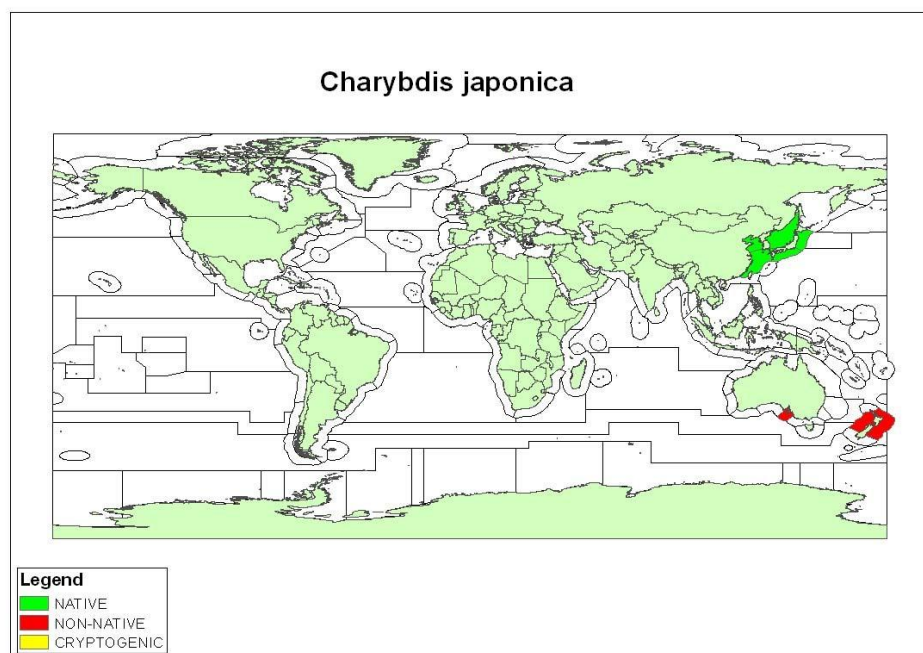 Charybdis japonica
Legend
NATIVE
NON-NATIVE
CRYPTOGENIC